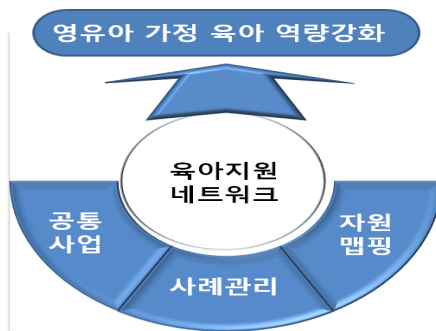 영유아 가정 육아 역량강화
육아지원
네트워크
공통
사업
사례관리
자원
맵핑